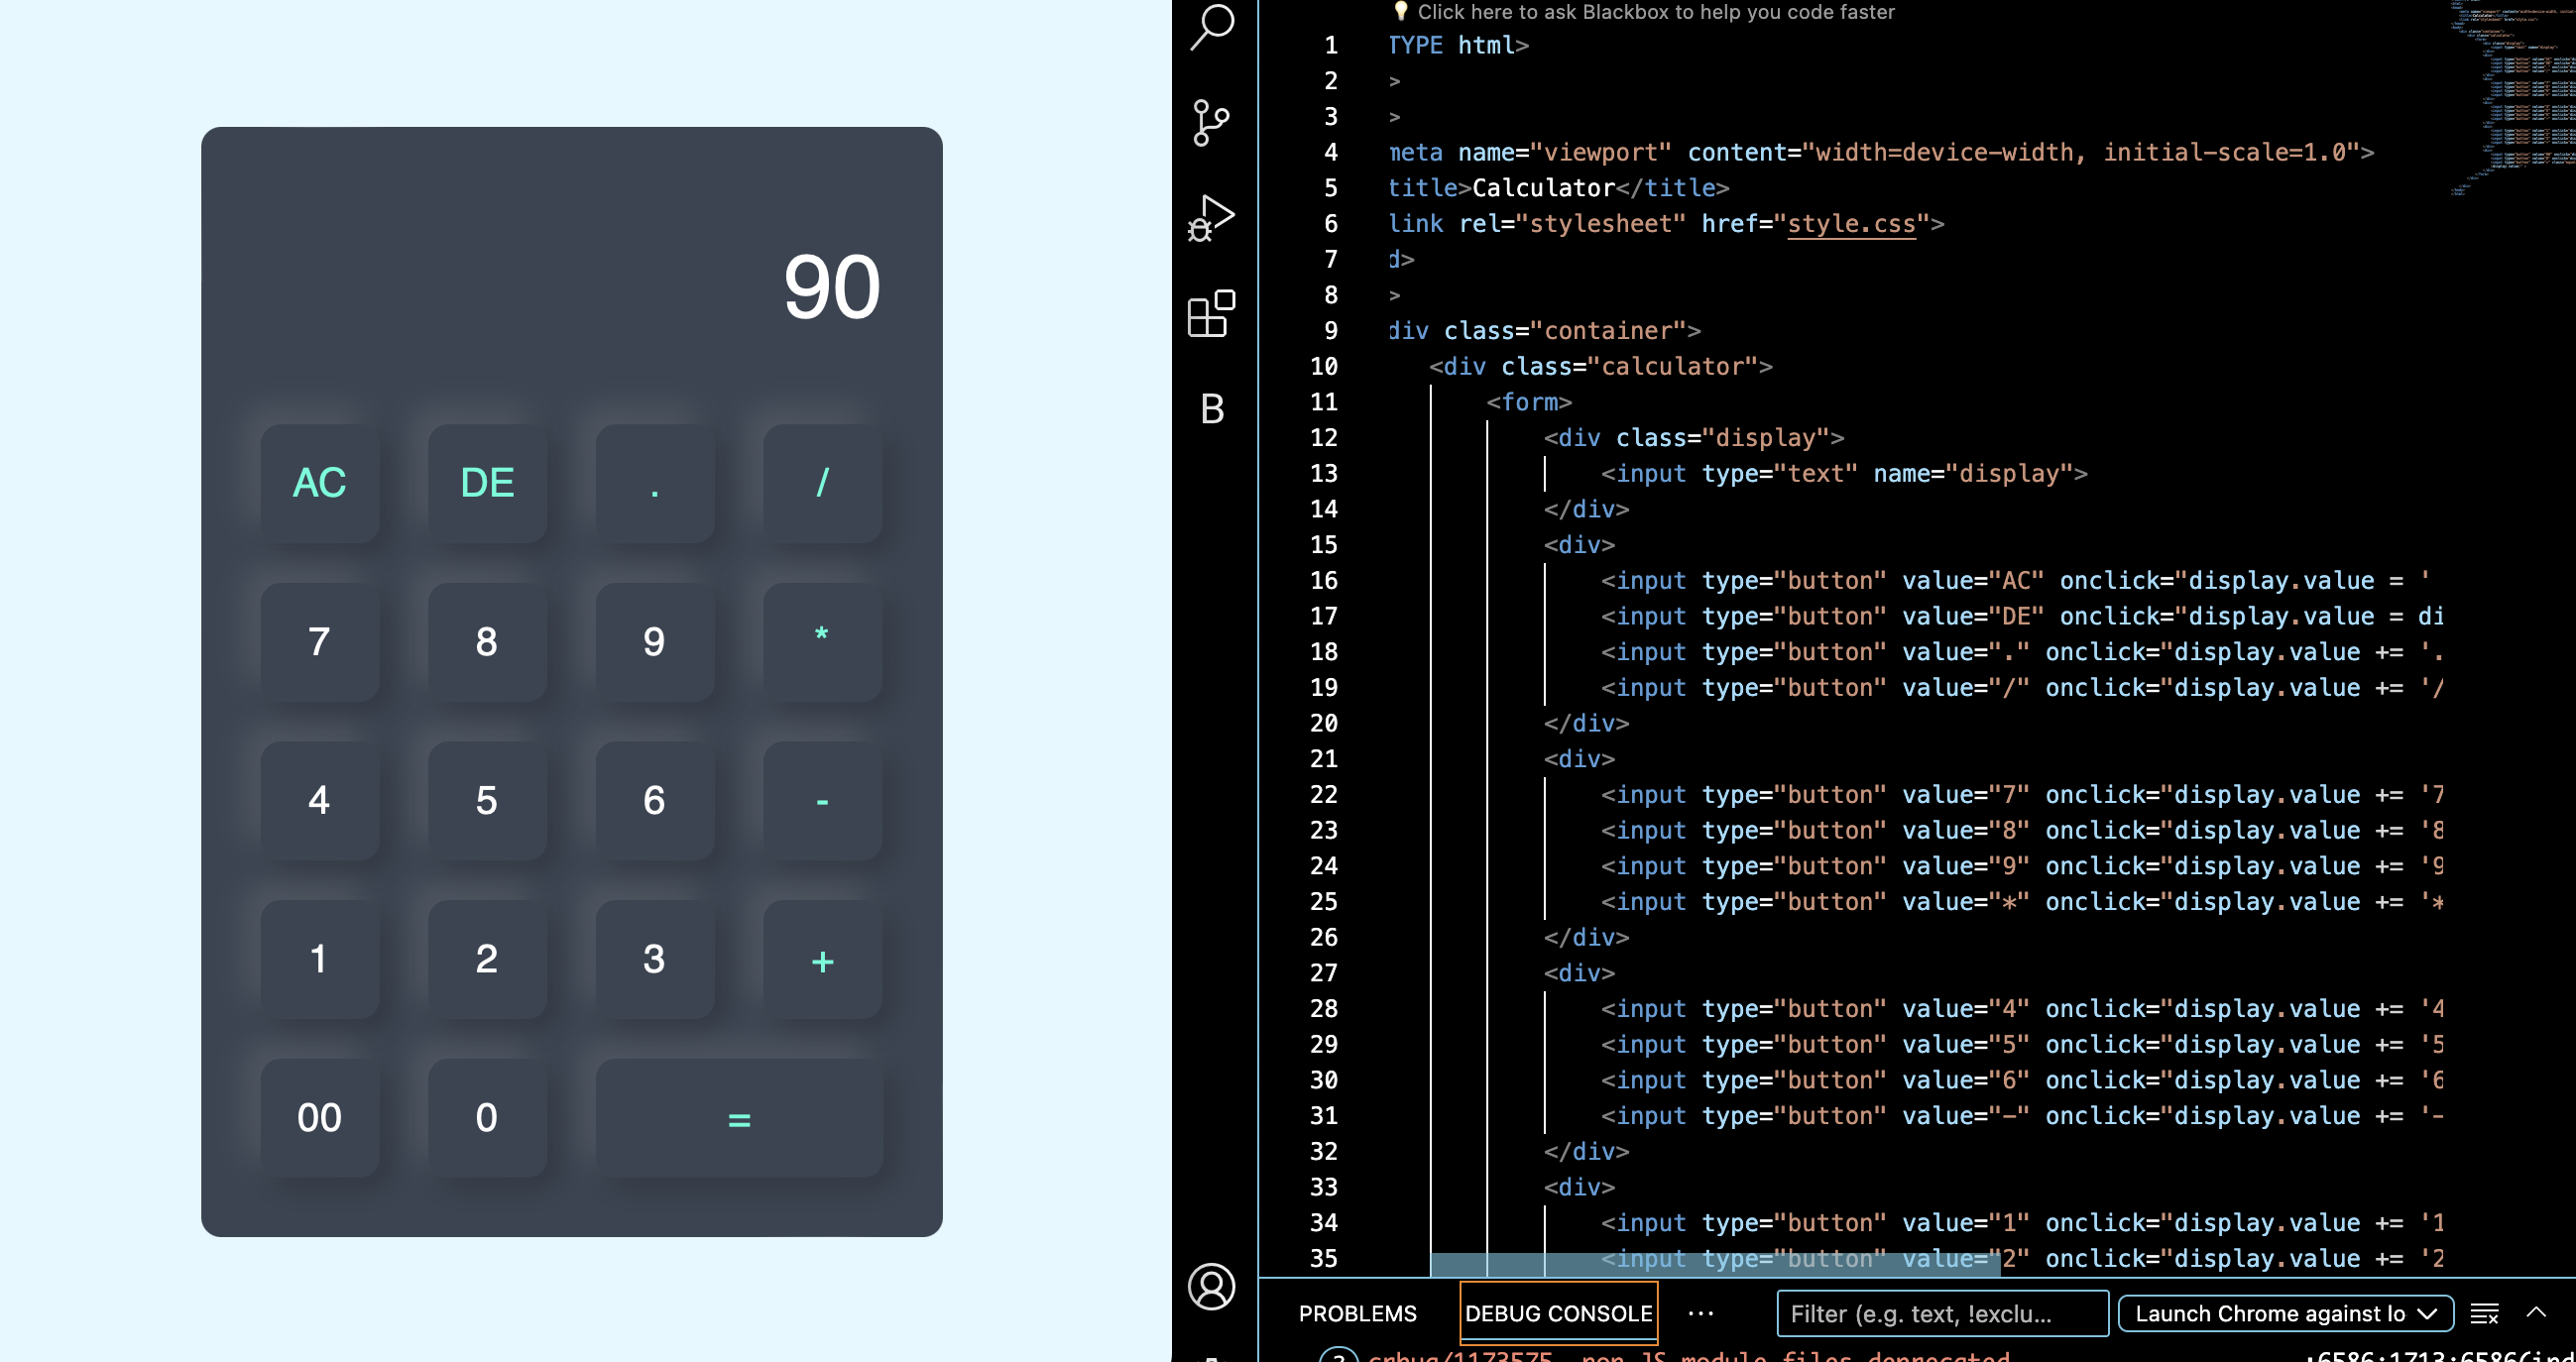 90
AC DE . /
7 8 9 *
4 5 6 -
1 2 3 +
00 0 =
B
Click here to ask Blackbox to help you code faster
1 TYPE html>
2 >
3 >
4 meta name="viewport" content="width=device-width, initial-scale=1.0">
5 title>Calculator</title>
6 link rel="stylesheet" href="style.css">
7 d>
8 >
9 div class="container">
10 <div class="calculator">
11 <form>
12 <div class="display">
13 <input type="text" name="display">
14 </div>
15 <div>
16 <input type="button" value="AC" onclick="display.value = '
17 <input type="button" value="DE" onclick="display.value = di
18 <input type="button" value="." onclick="display.value += '.
19 <input type="button" value="/" onclick="display.value += '/
20 </div>
21 <div>
22 <input type="button" value="7" onclick="display.value += '7
23 <input type="button" value="8" onclick="display.value += '8
24 <input type="button" value="9" onclick="display.value += '9
25 <input type="button" value="*" onclick="display.value += '*
26 </div>
27 <div>
28 <input type="button" value="4" onclick="display.value += '4
29 <input type="button" value="5" onclick="display.value += '5
30 <input type="button" value="6" onclick="display.value += '6
31 <input type="button" value="-" onclick="display.value += '-
32 </div>
33 <div>
34 <input type="button" value="1" onclick="display.value += '1
35 <input type="button" value="2" onclick="display.value += '2
PROBLEMS DEBUG CONSOLE ... Filter (e.g. text, !exclu... Launch Chrome against lo
crbug/1173575, non-JS module files deprecated